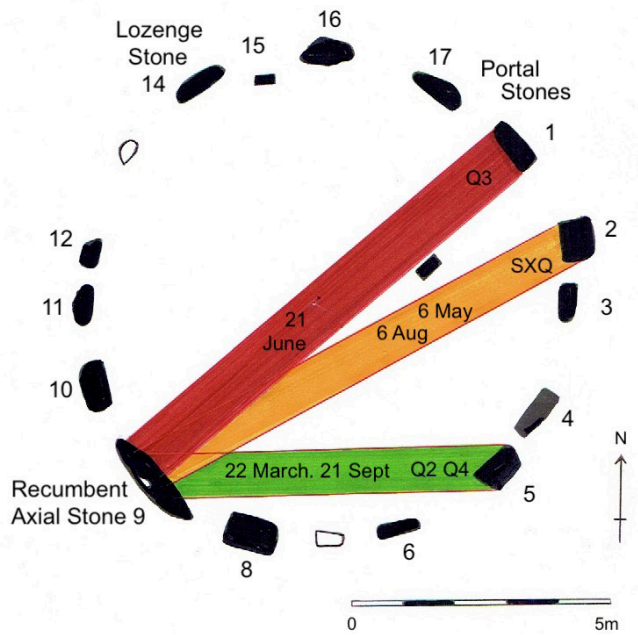 16
Lozenge
Stone
15
14
17
Portal
Stones
1
Q3
2
12
SXQ
11
3
6 May
21
6 Aug
June
10
4
N
22 March. 21 Sept Q2 Q4
Recumbent
Axial Stone 9
5
8
6
0 5m